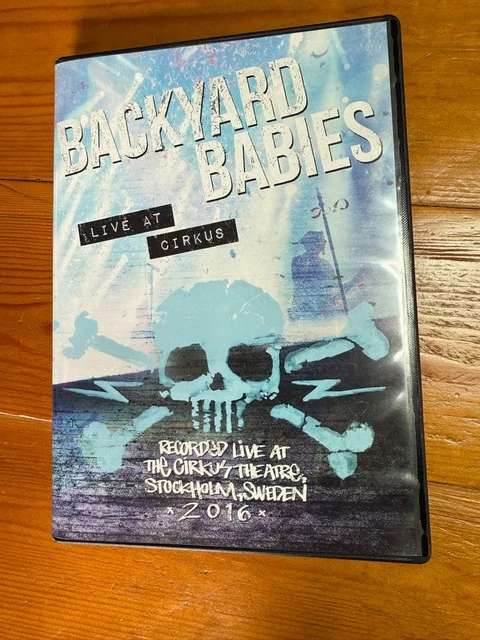 BACKYARD
BABIES
LIVE AT
CIRKUS
RECORDED LIVE AT
THE CIRKUS THEATRE,
STOCKHOLM, SWEDEN
×2016×